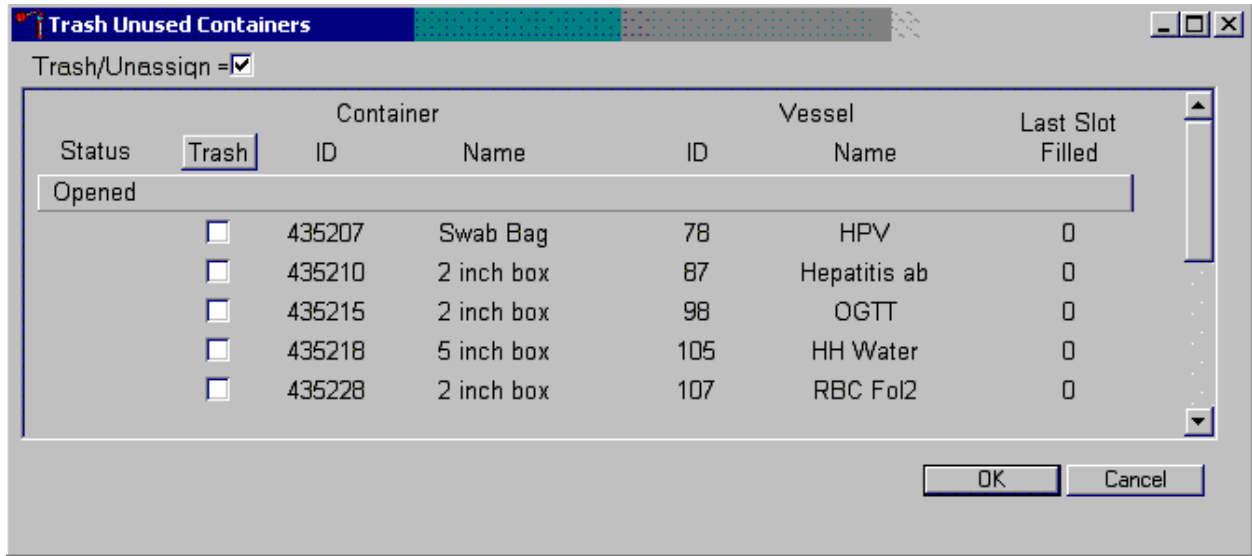 Trash Unused Containers
Trash/Unassign =
Container Vessel Last Slot
Status Trash ID Name ID Name Filled
Opened
435207 Swab Bag 78 HPV 0
435210 2 inch box 87 Hepatitis ab 0
435215 2 inch box 98 OGTT 0
435218 5 inch box 105 HH Water 0
435228 2 inch box 107 RBC Fol2 0
OK Cancel